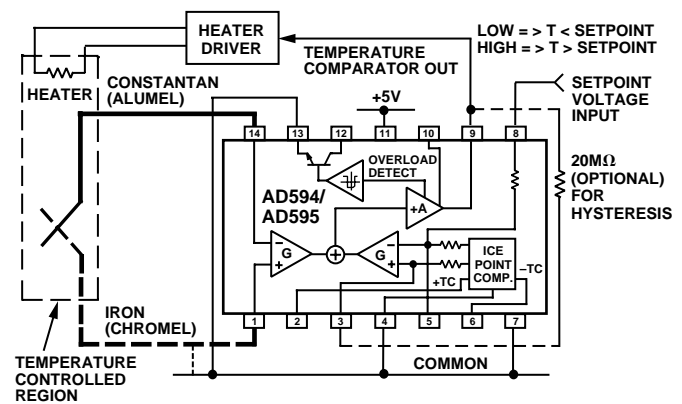 HEATER
DRIVER
LOW = > T < SETPOINT
HIGH = > T > SETPOINT
TEMPERATURE
COMPARATOR OUT
HEATER
CONSTANTAN
(ALUMEL)
+5V
SETPOINT
VOLTAGE
INPUT
14
13
12
11
10
9
8
20MΩ
(OPTIONAL)
FOR
HYSTERESIS
OVERLOAD
DETECT
AD594/
AD595
+A
–
+
G
–
+
G
ICE
POINT
COMP.
+TC
–TC
IRON
(CHROMEL)
1
2
3
4
5
6
7
TEMPERATURE
CONTROLLED
REGION
COMMON